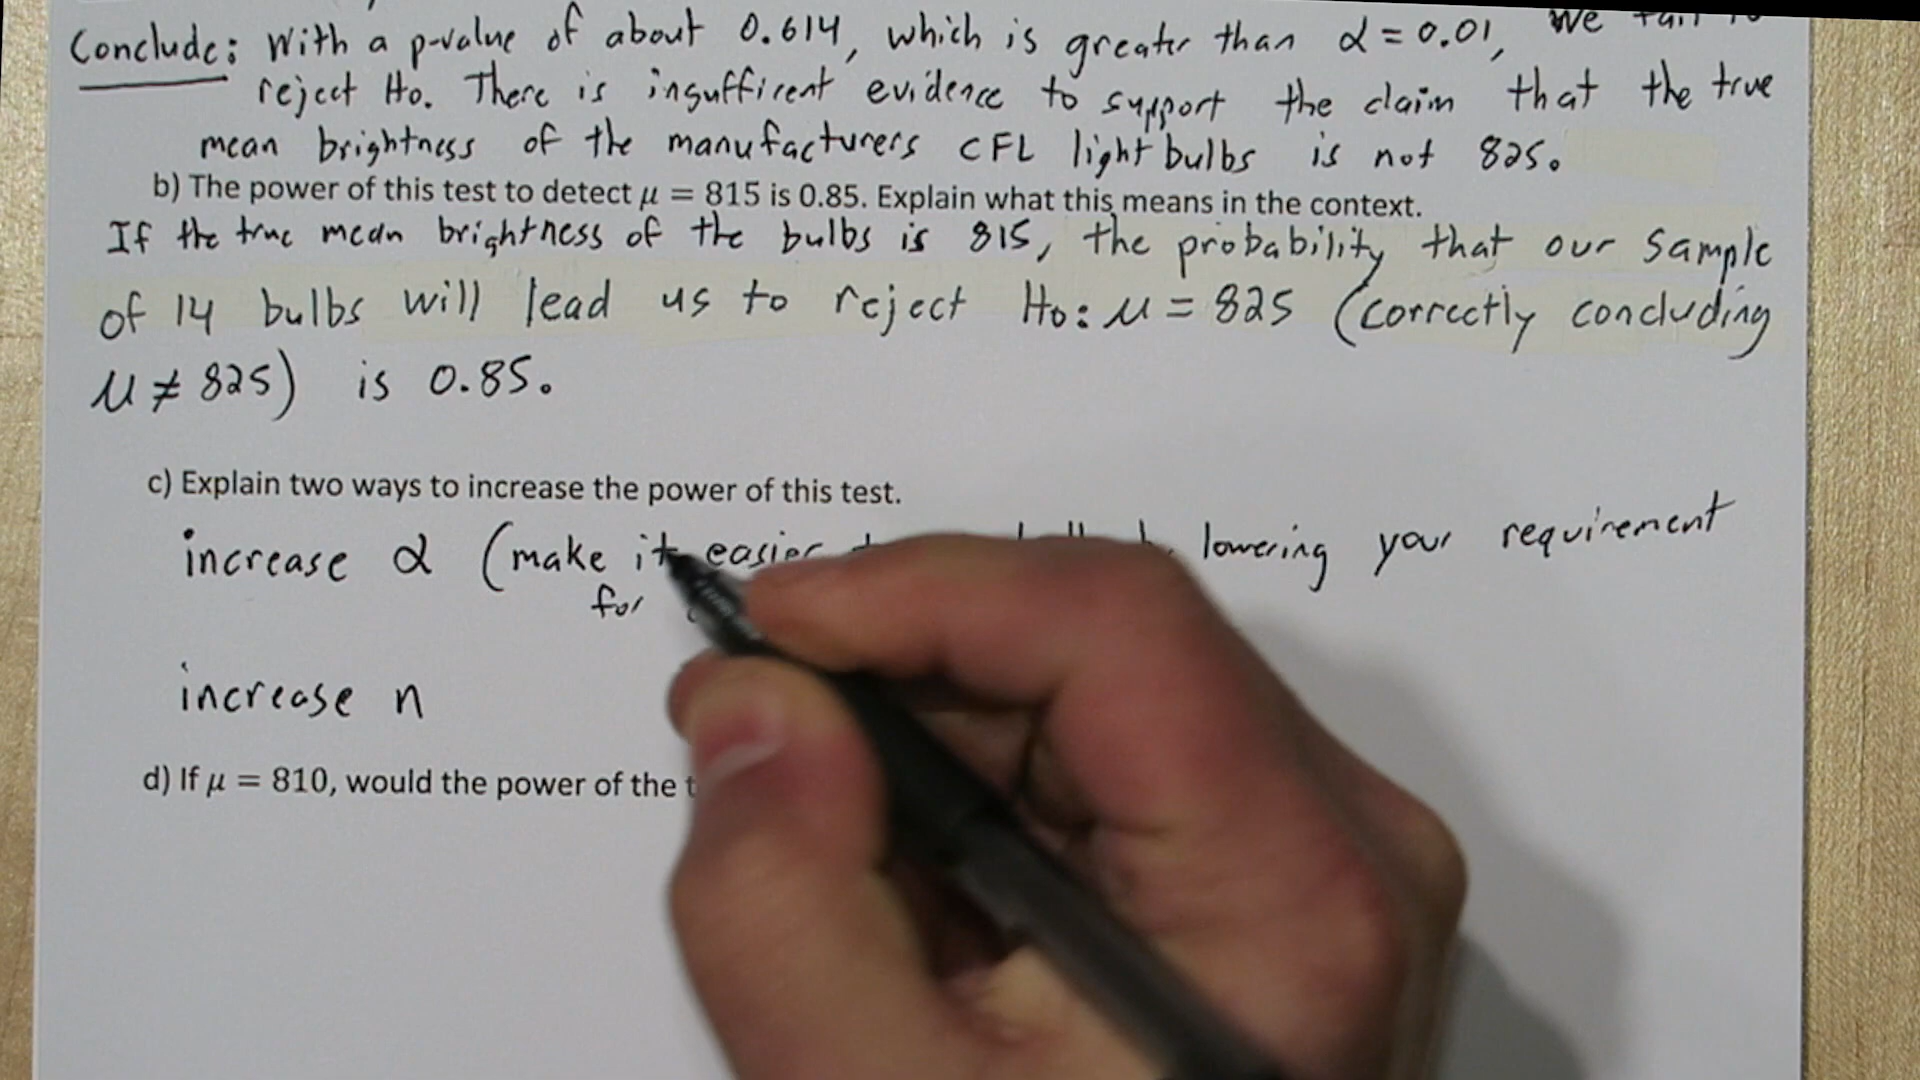 Conclude: With a p-value of about 0.614, which is greater than α = 0.01, we fail to
reject Ho. There is insufficient evidence to support the claim that the true
mean brightness of the manufacturers CFL light bulbs is not 825.
b) The power of this test to detect μ = 815 is 0.85. Explain what this means in the context.
If the true mean brightness of the bulbs is 815, the probability that our sample
of 14 bulbs will lead us to reject Ho: μ = 825 (correctly concluding
μ ≠ 825) is 0.85.
c) Explain two ways to increase the power of this test.
increase α (make it easier lowering your requirement
for
increase n
d) If μ = 810, would the power of the